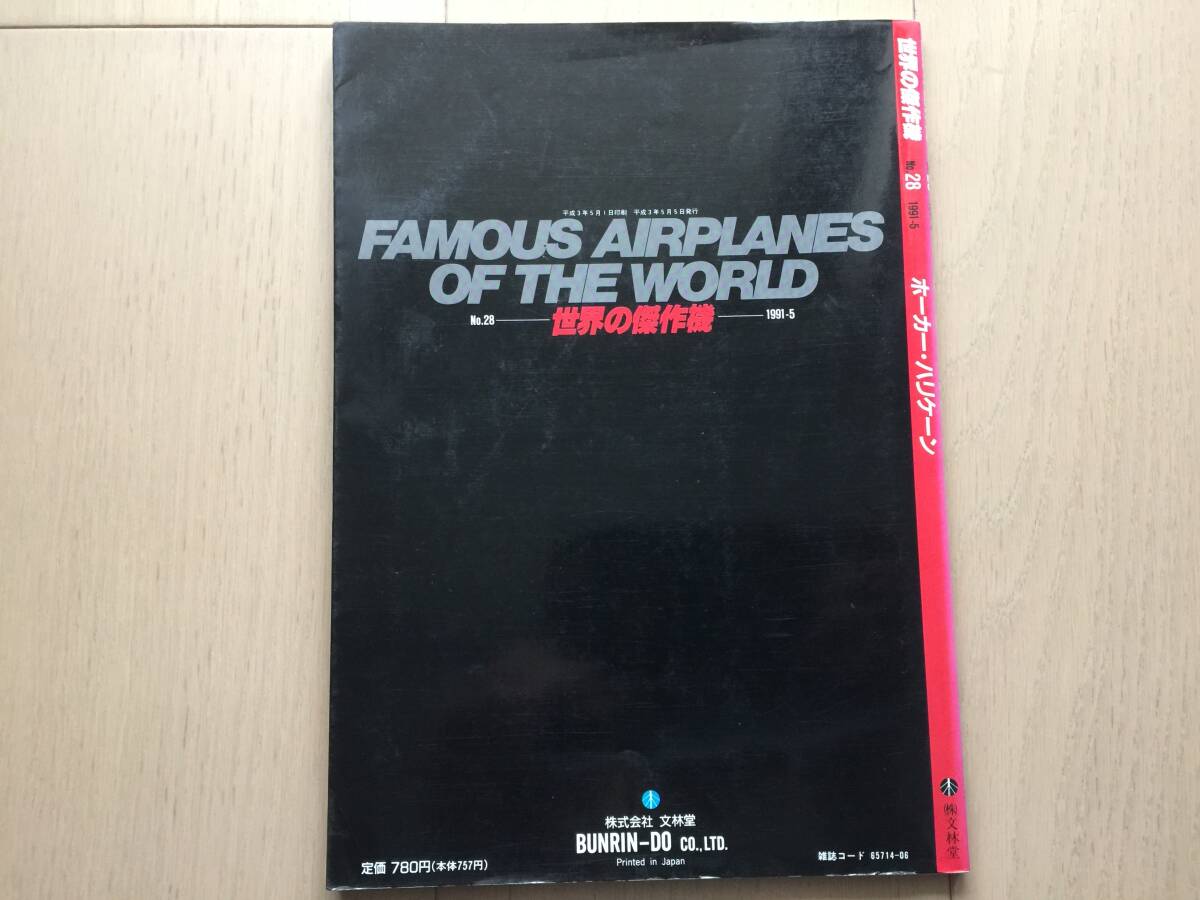 平成3年5月1日印刷 平成3年5月5日発行
FAMOUS AIRPLANES
OF THE WORLD
No.28 世界の傑作機 1991-5
株式会社 文林堂
BUNRIN-DO CO.,LTD.
Printed in Japan
定価 780円(本体757円)
雑誌コード 65714-06
世界の傑作機 No.28 1991-5 ホーカー・ハリケーン ㈱文林堂